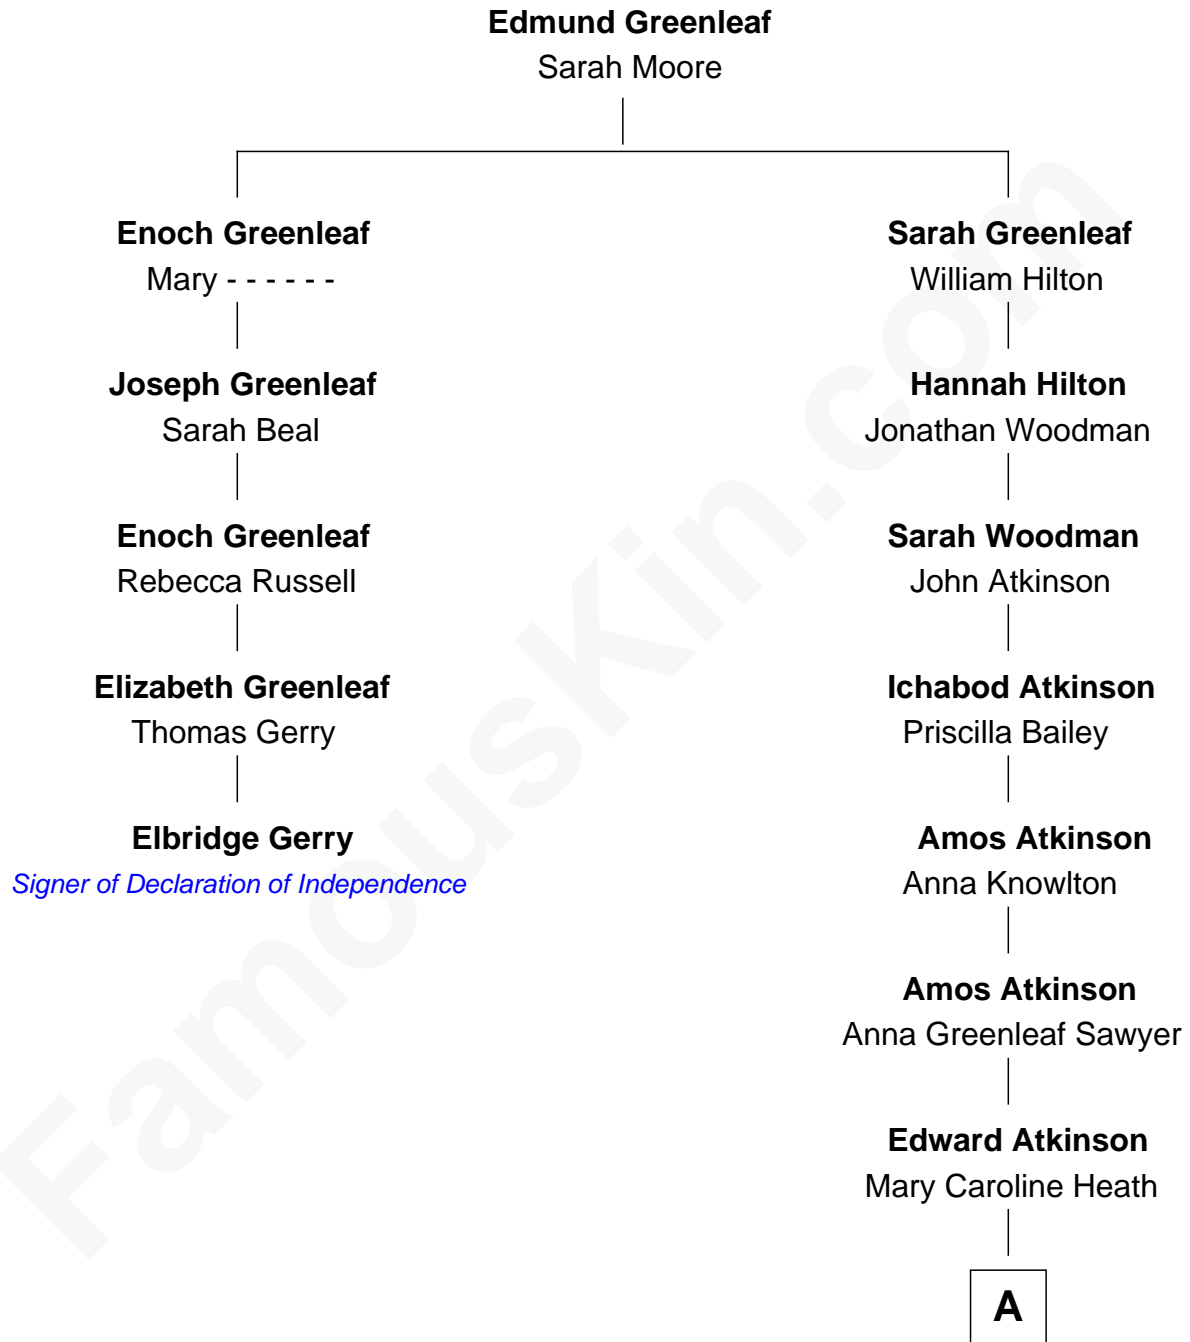 Edmund Greenleaf
Sarah Moore
Enoch Greenleaf
Mary - - - - - -
Joseph Greenleaf
Sarah Beal
Enoch Greenleaf
Rebecca Russell
Elizabeth Greenleaf
Thomas Gerry
Elbridge Gerry
Signer of Declaration of Independence
Sarah Greenleaf
William Hilton
Hannah Hilton
Jonathan Woodman
Sarah Woodman
John Atkinson
Ichabod Atkinson
Priscilla Bailey
Amos Atkinson
Anna Knowlton
Amos Atkinson
Anna Greenleaf Sawyer
Edward Atkinson
Mary Caroline Heath
A
FamousKin.com